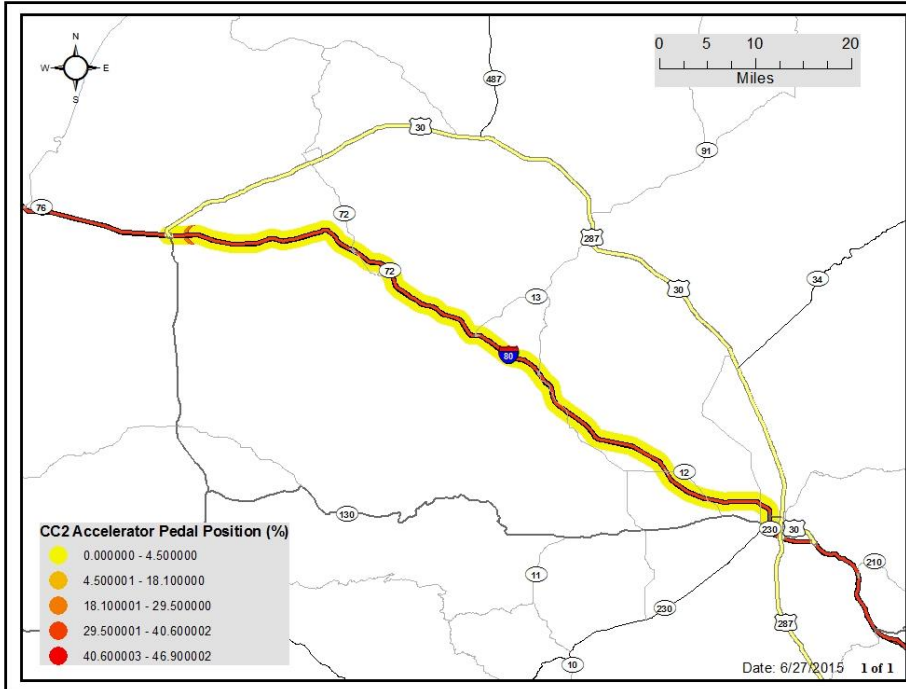 N
W E
S
0 5 10 20
Miles
487
30
91
76
72
287
72
34
13
30
80
12
130
230 30
210
11
230
287
10
CC2 Accelerator Pedal Position (%)
0.000000 - 4.500000
4.500001 - 18.100000
18.100001 - 29.500000
29.500001 - 40.600002
40.600003 - 46.900002
Date: 6/27/2015 1 of 1